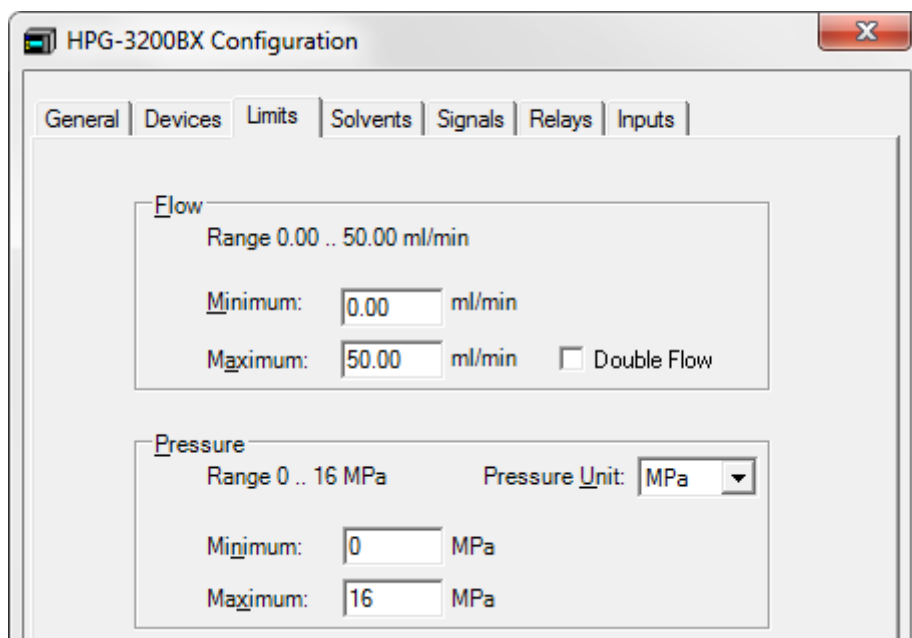 HPG-3200BX Configuration
General Devices Limits Solvents Signals Relays Inputs
Flow
Range 0.00 .. 50.00 ml/min
Minimum: 0.00 ml/min
Maximum: 50.00 ml/min Double Flow
Pressure
Range 0 .. 16 MPa Pressure Unit: MPa
Minimum: 0 MPa
Maximum: 16 MPa